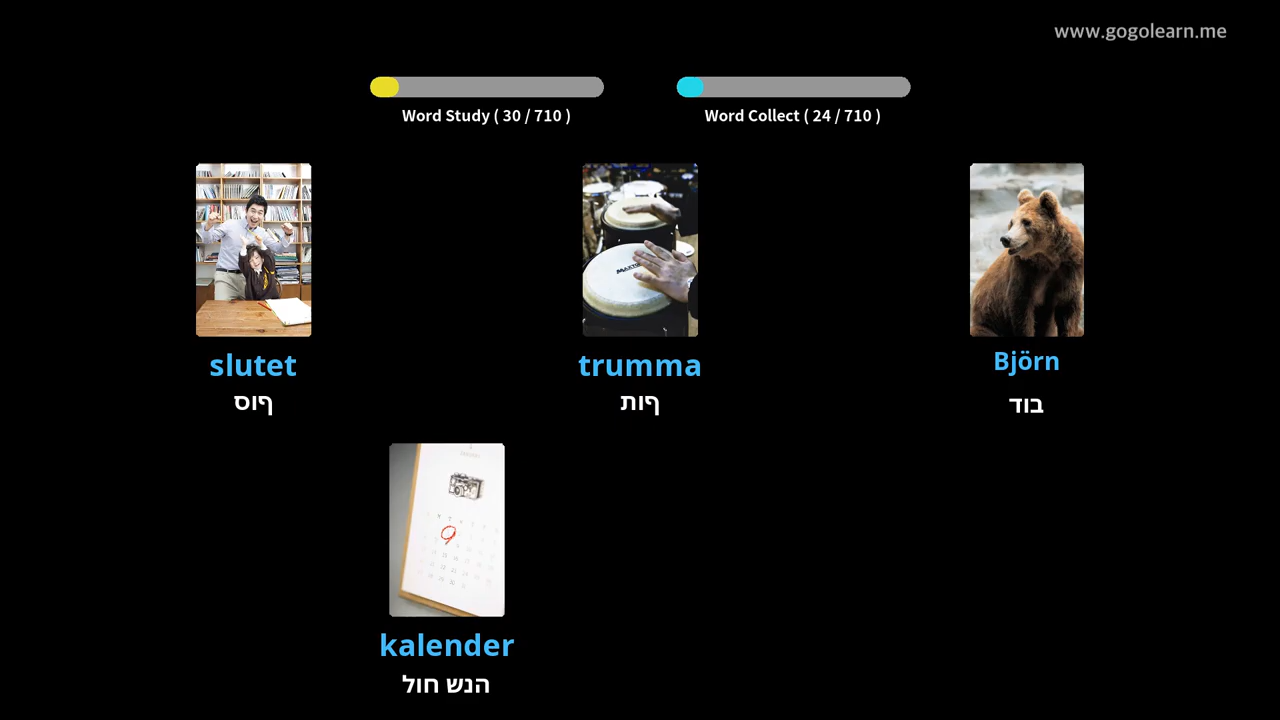 www.gogolearn.me
Word Study ( 30 / 710 )
Word Collect ( 24 / 710 )
slutet
ףוס
trumma
ףות
Björn
בוד
kalender
הנש חול